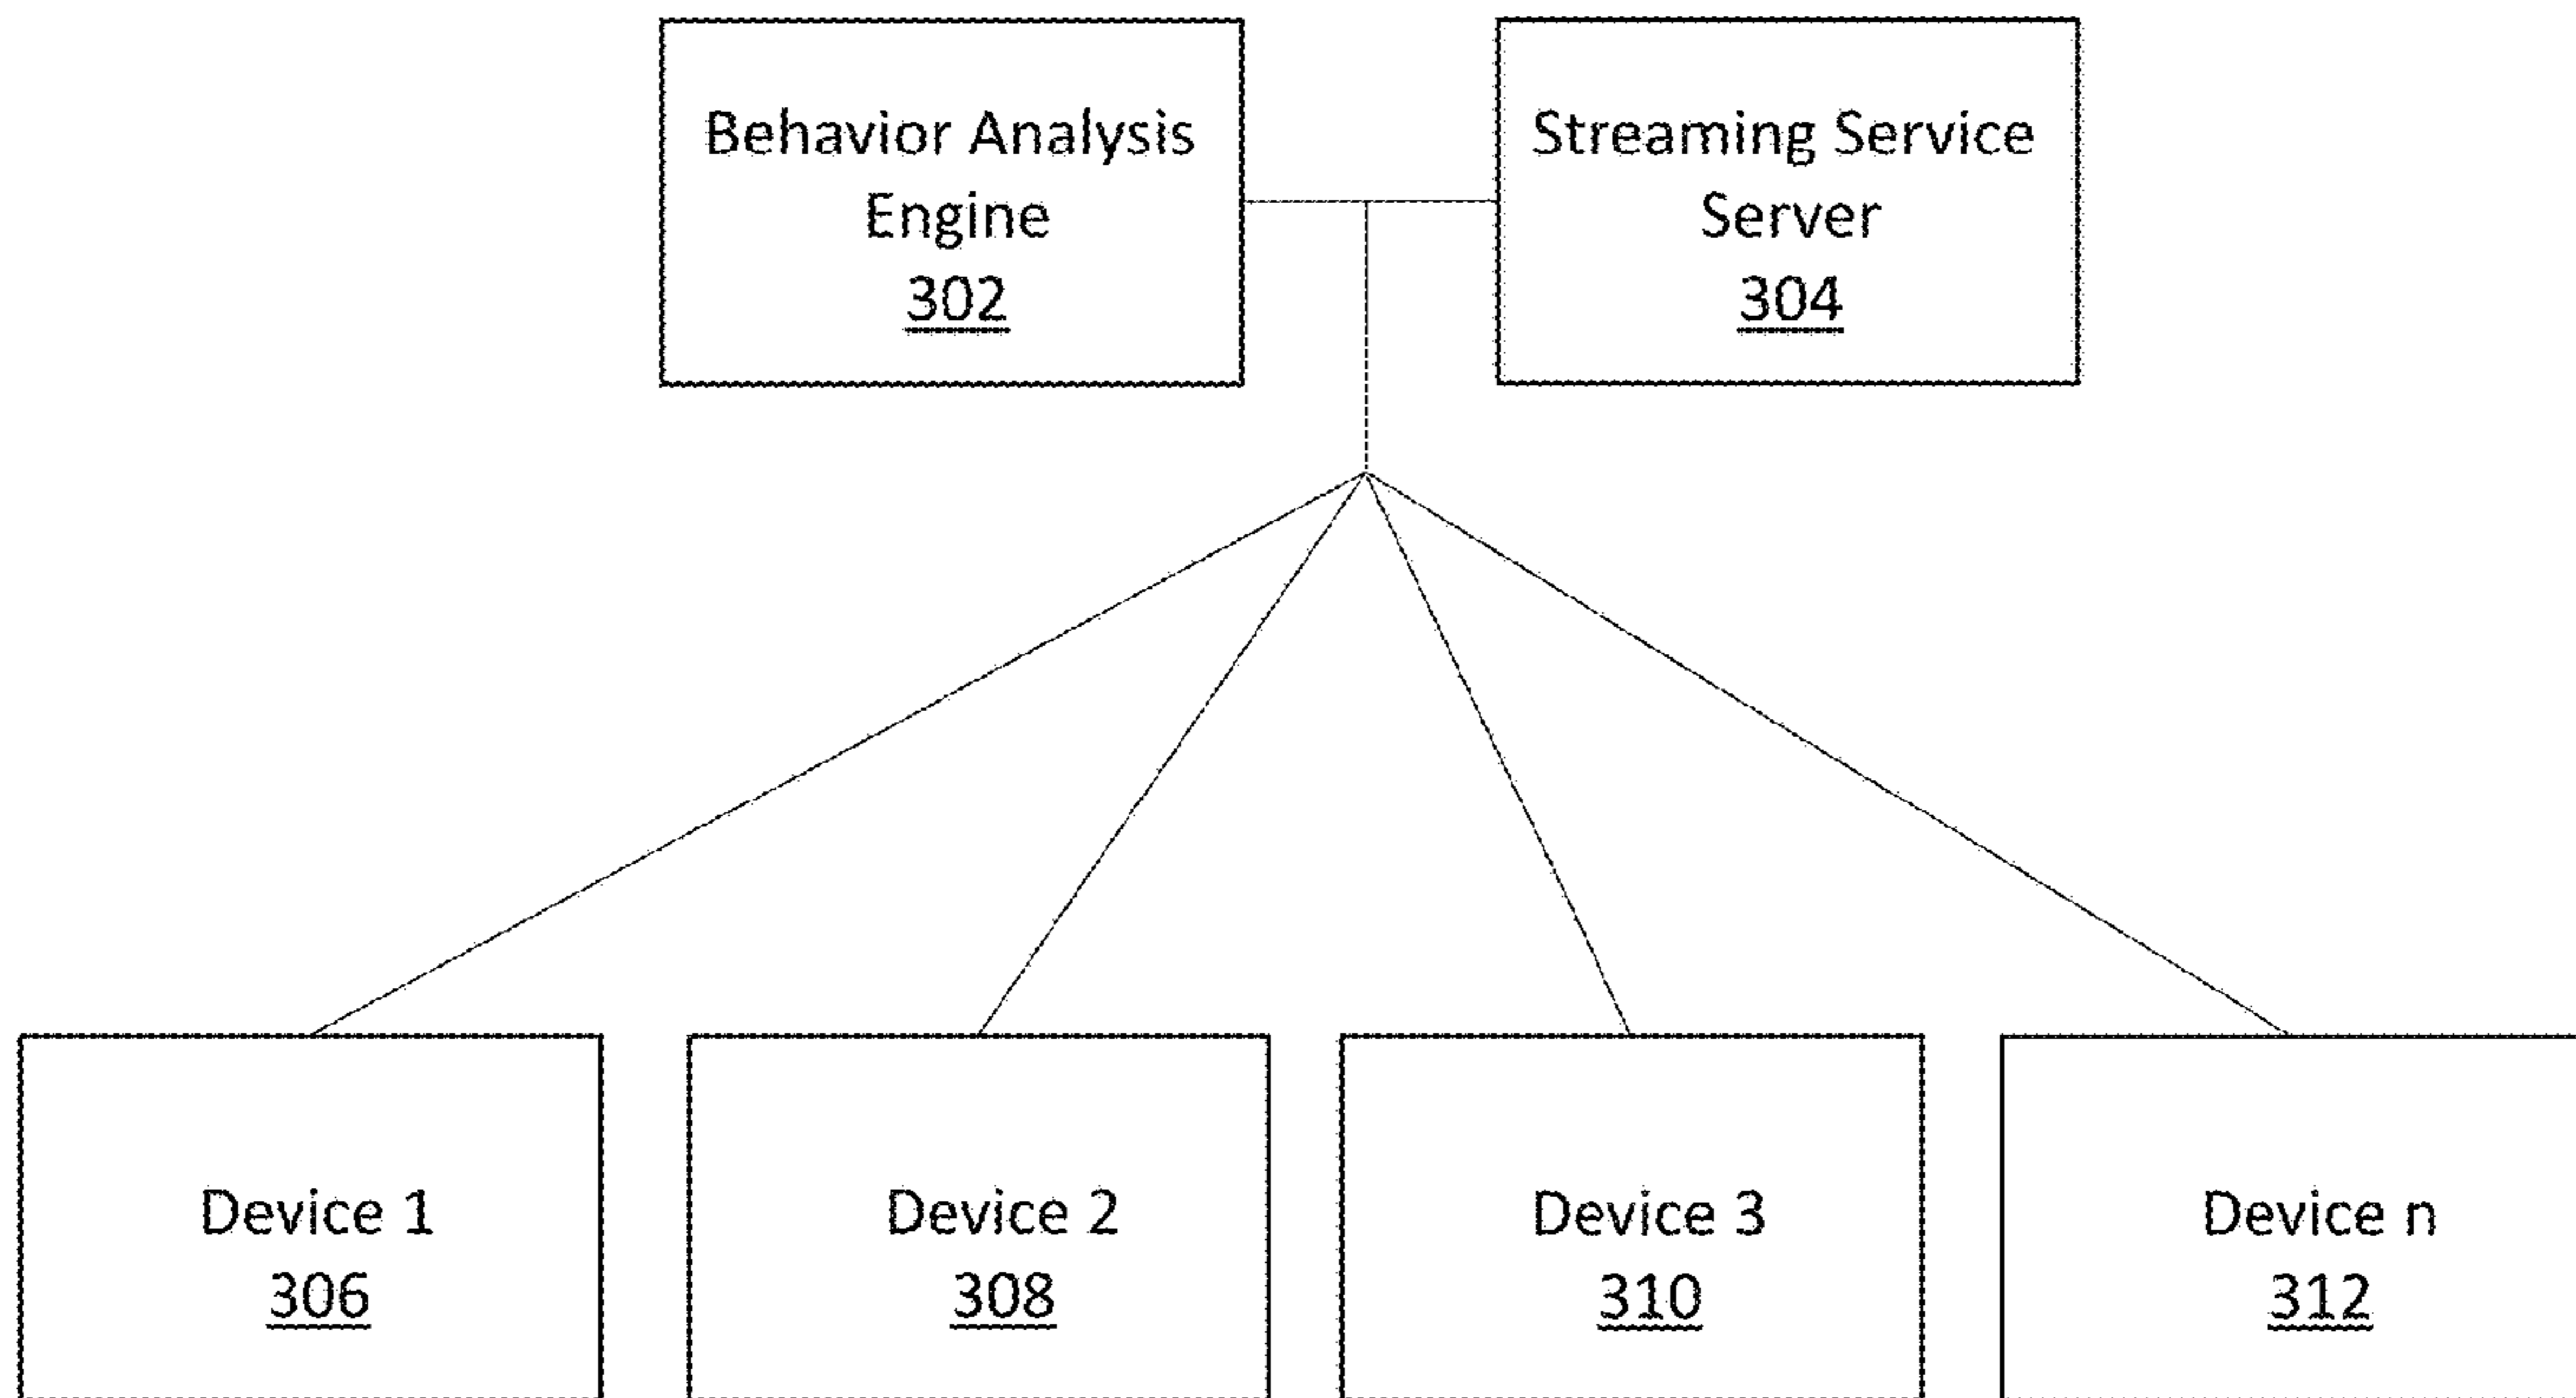 Behavior Analysis
Engine
302
Streaming Service
Server
304
Device 1
306
Device 2
308
Device 3
310
Device n
312